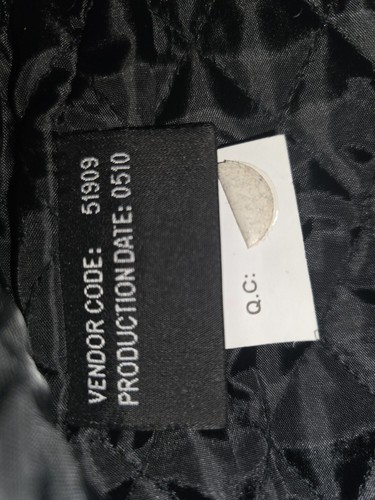 VENDOR CODE: 51909
PRODUCTION DATE: 0510
Q.C: